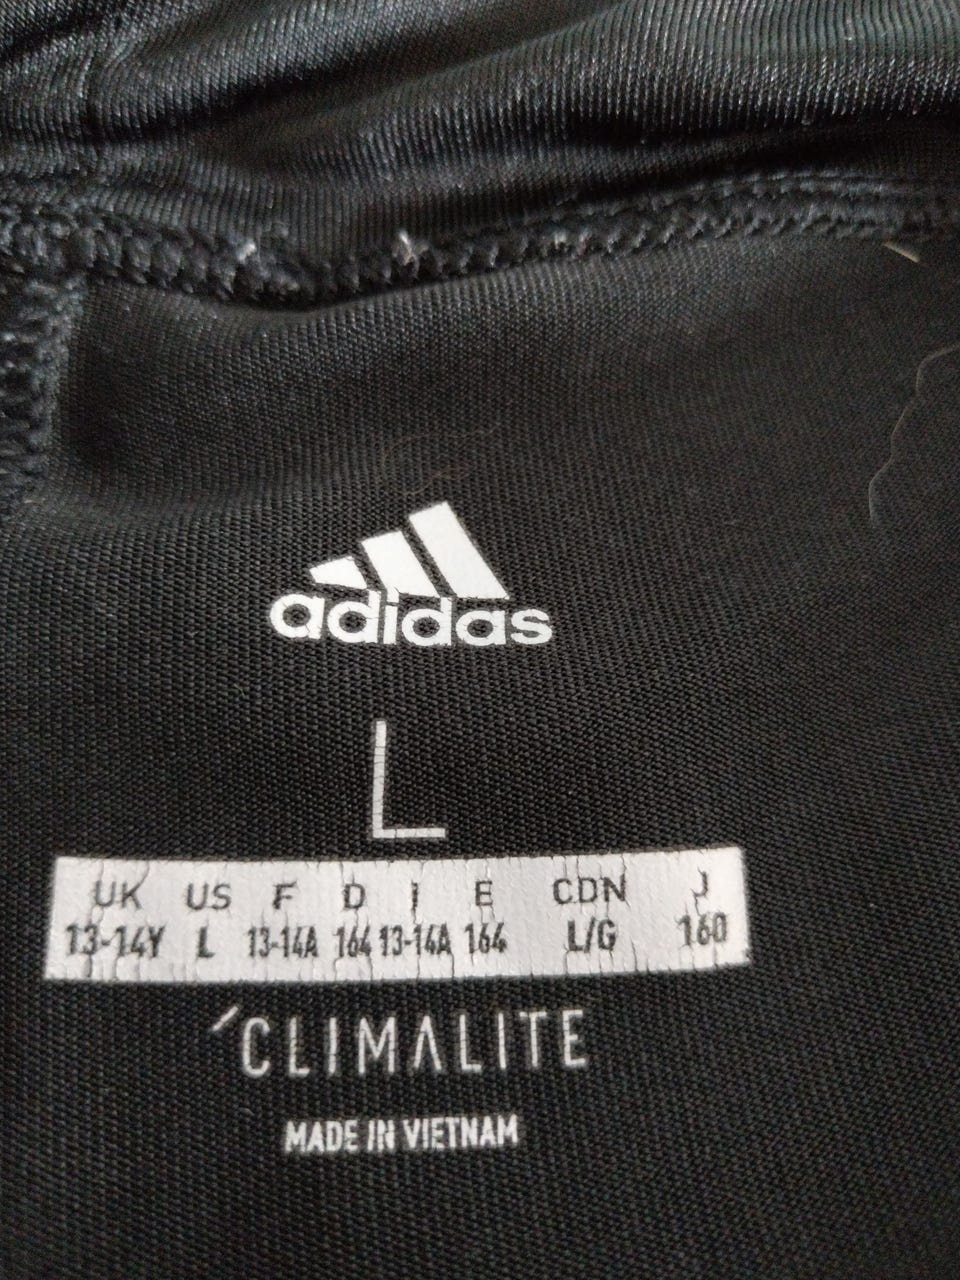 adidas
L
UK US F D I E CDN J
13-14Y L 13-14A 164 13-14A 164 L/G 160
'CLIMALITE
MADE IN VIETNAM